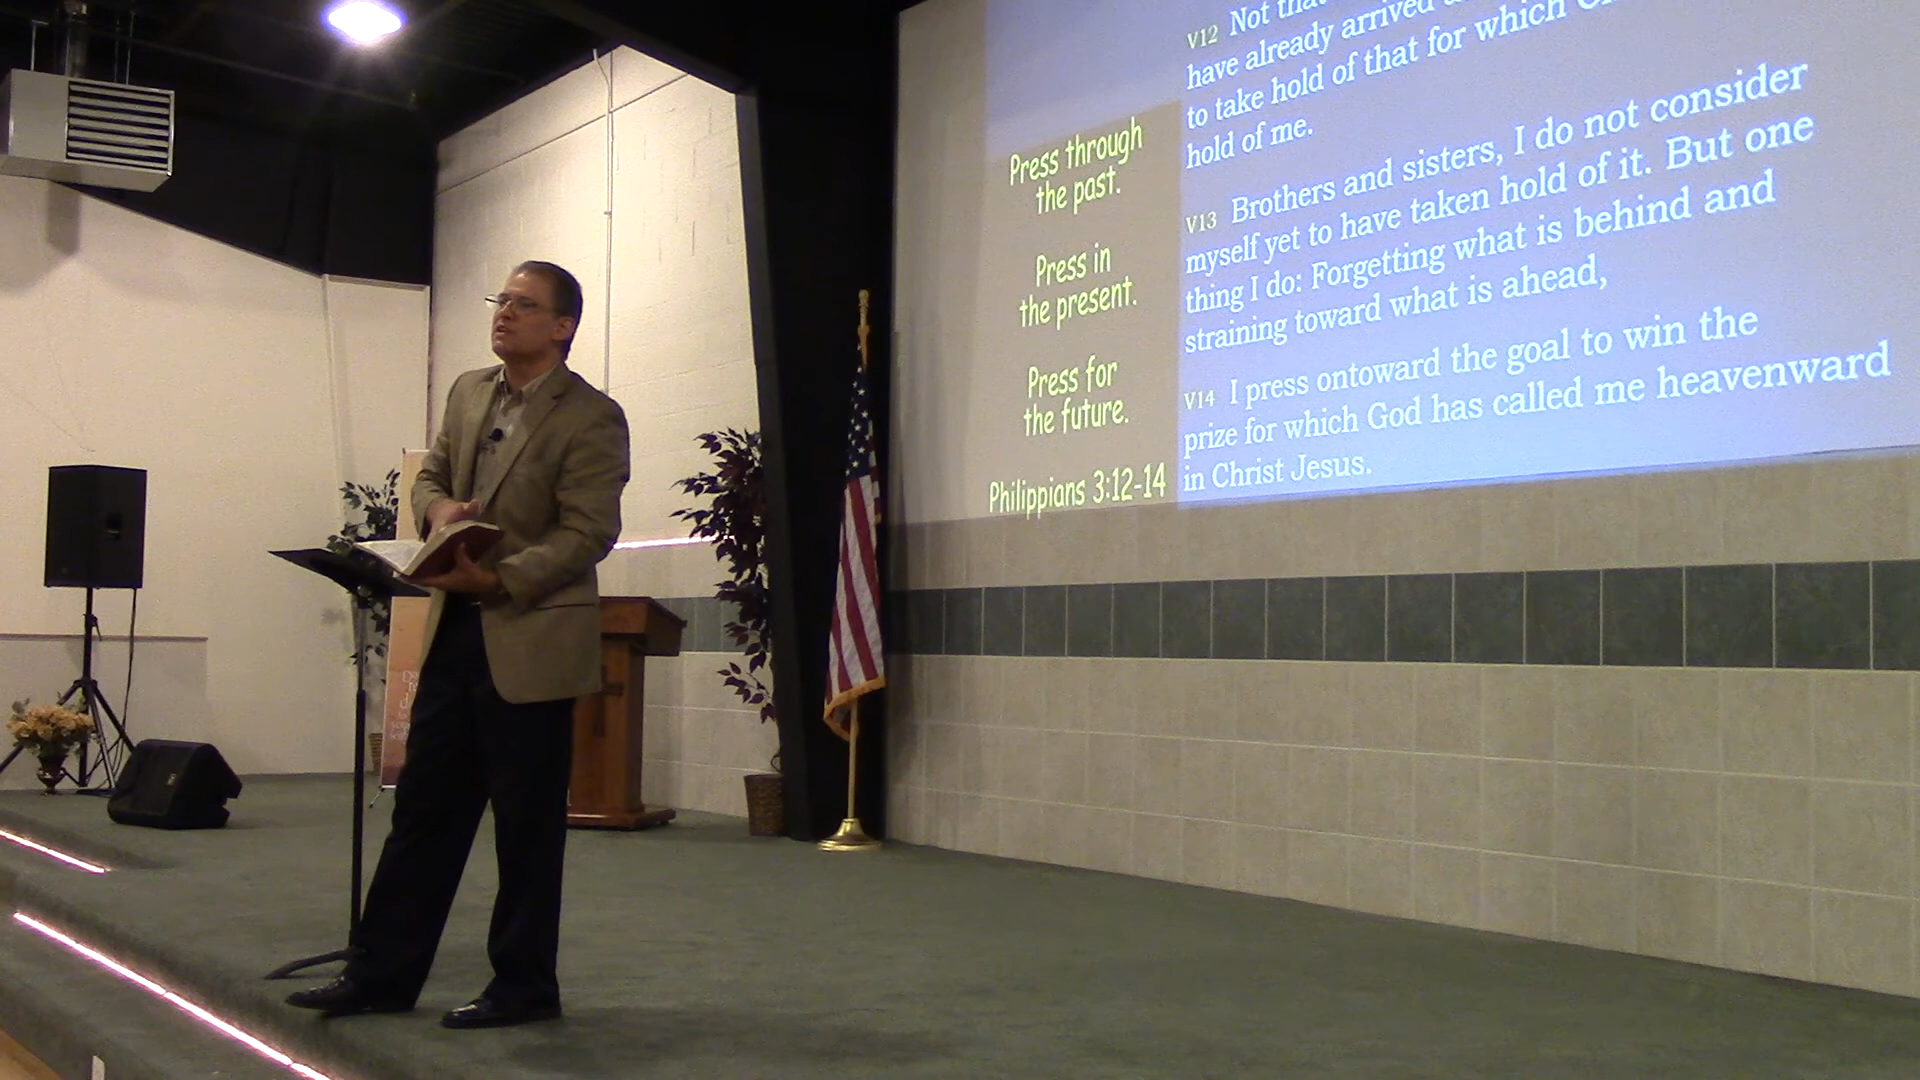 Press through
the past.
Press in
the present.
Press for
the future.
Philippians 3:12-14
V12 Not that
have already arrived
to take hold of that for which
hold of me.
V13 Brothers and sisters, I do not consider
myself yet to have taken hold of it. But one
thing I do: Forgetting what is behind and
straining toward what is ahead,
V14 I press ontoward the goal to win the
prize for which God has called me heavenward
in Christ Jesus.